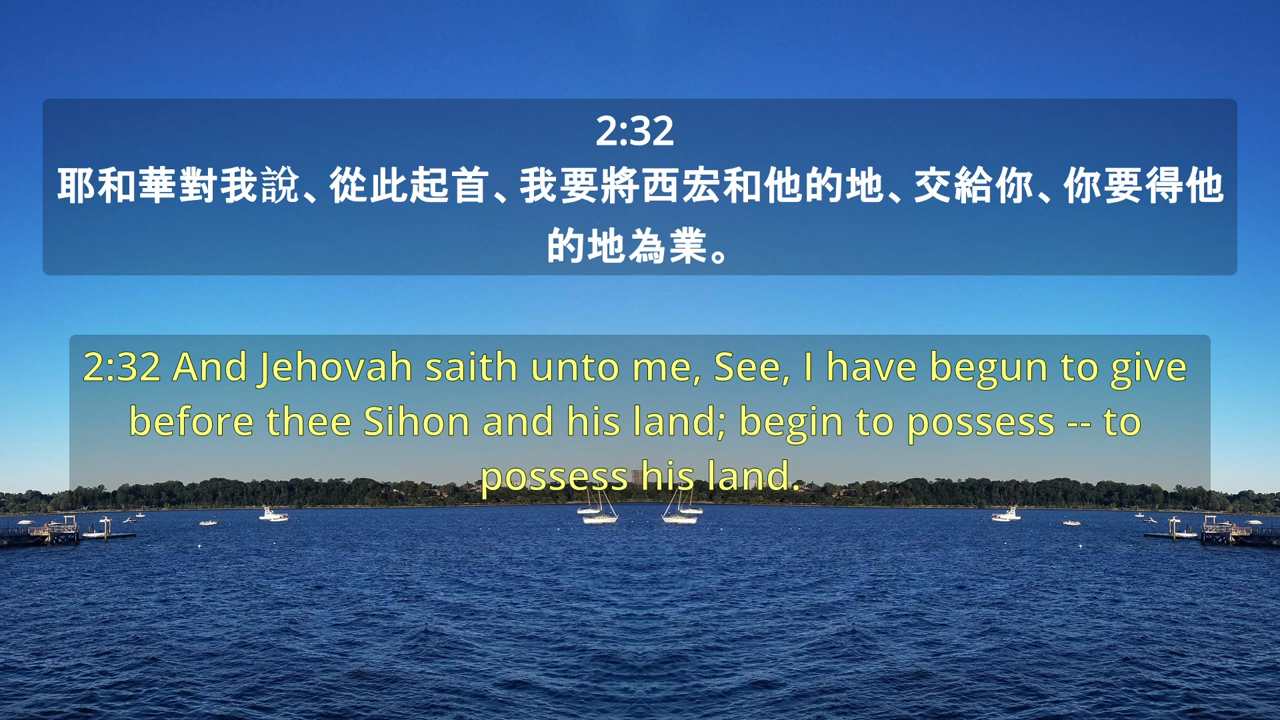 2:32
耶和華對我說、從此起首、我要將西宏和他的地、交給你、你要得他
的地為業。
2:32 And Jehovah saith unto me, See, I have begun to give
before thee Sihon and his land; begin to possess -- to
possess his land.